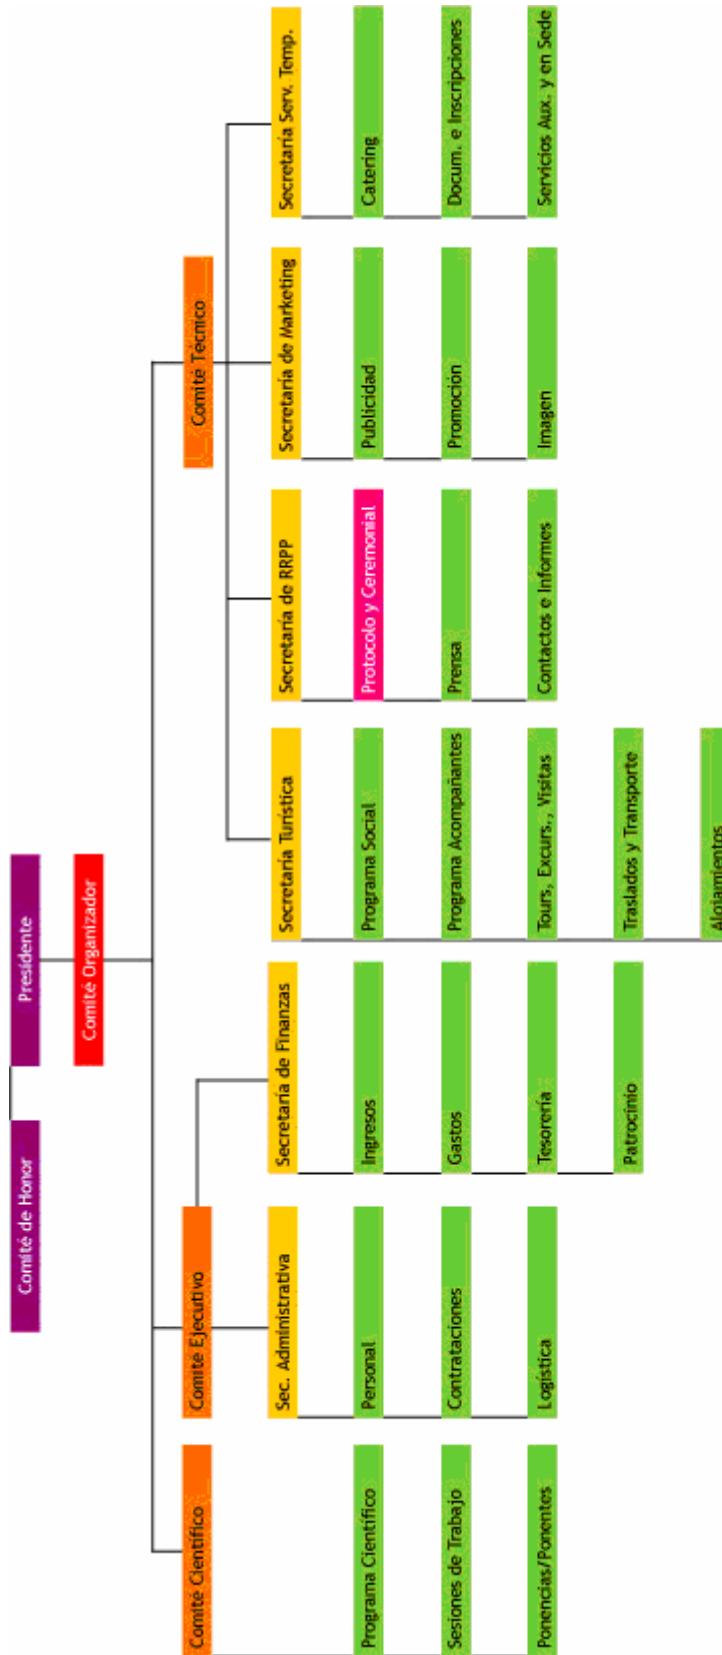 Comité de Honor
Presidente
Comité Organizador
Comité Científico
Comité Ejecutivo
Comité Técnico
Sec. Administrativa
Secretaría de Finanzas
Secretaría Turística
Secretaría de RRPP
Secretaría de Marketing
Secretaría Serv. Temp.
Programa Científico
Personal
Ingresos
Programa Social
Protocolo y Ceremonial
Publicidad
Catering
Sesiones de Trabajo
Contrataciones
Gastos
Programa Acompañantes
Prensa
Promoción
Docum. e Inscripciones
Ponencias/Ponentes
Logística
Tesorería
Tours, Excurs., Visitas
Contactos e Informes
Imagen
Servicios Aux. y en Sede
Patrocinio
Traslados y Transporte
Alojamientos